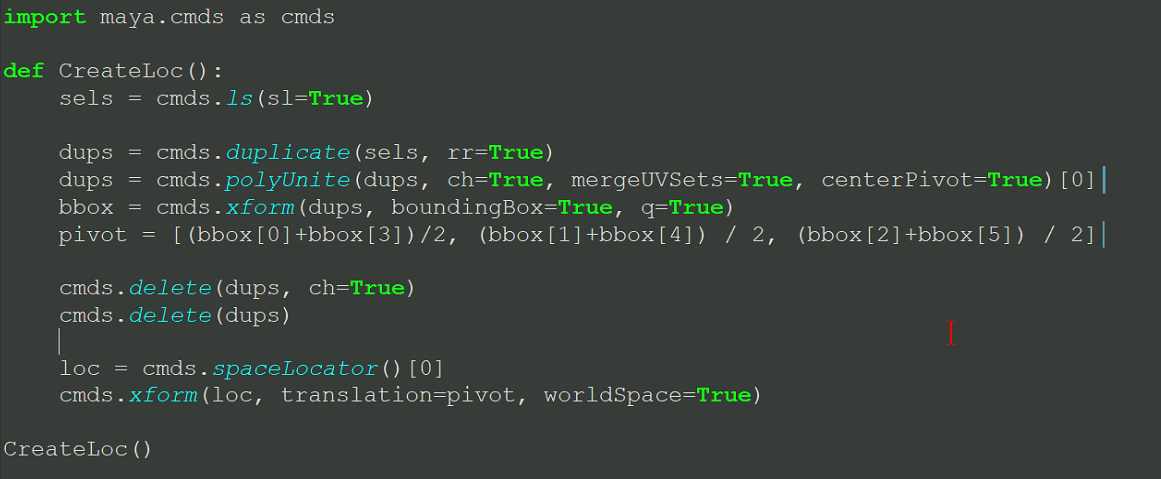 import maya.cmds as cmds
def CreateLoc():
    sels = cmds.ls(sl=True)
    dups = cmds.duplicate(sels, rr=True)
    dups = cmds.polyUnite(dups, ch=True, mergeUVSets=True, centerPivot=True)[0]
    bbox = cmds.xform(dups, boundingBox=True, q=True)
    pivot = [(bbox[0]+bbox[3])/2, (bbox[1]+bbox[4]) / 2, (bbox[2]+bbox[5]) / 2]
    cmds.delete(dups, ch=True)
    cmds.delete(dups)
    loc = cmds.spaceLocator()[0]
    cmds.xform(loc, translation=pivot, worldSpace=True)
CreateLoc()